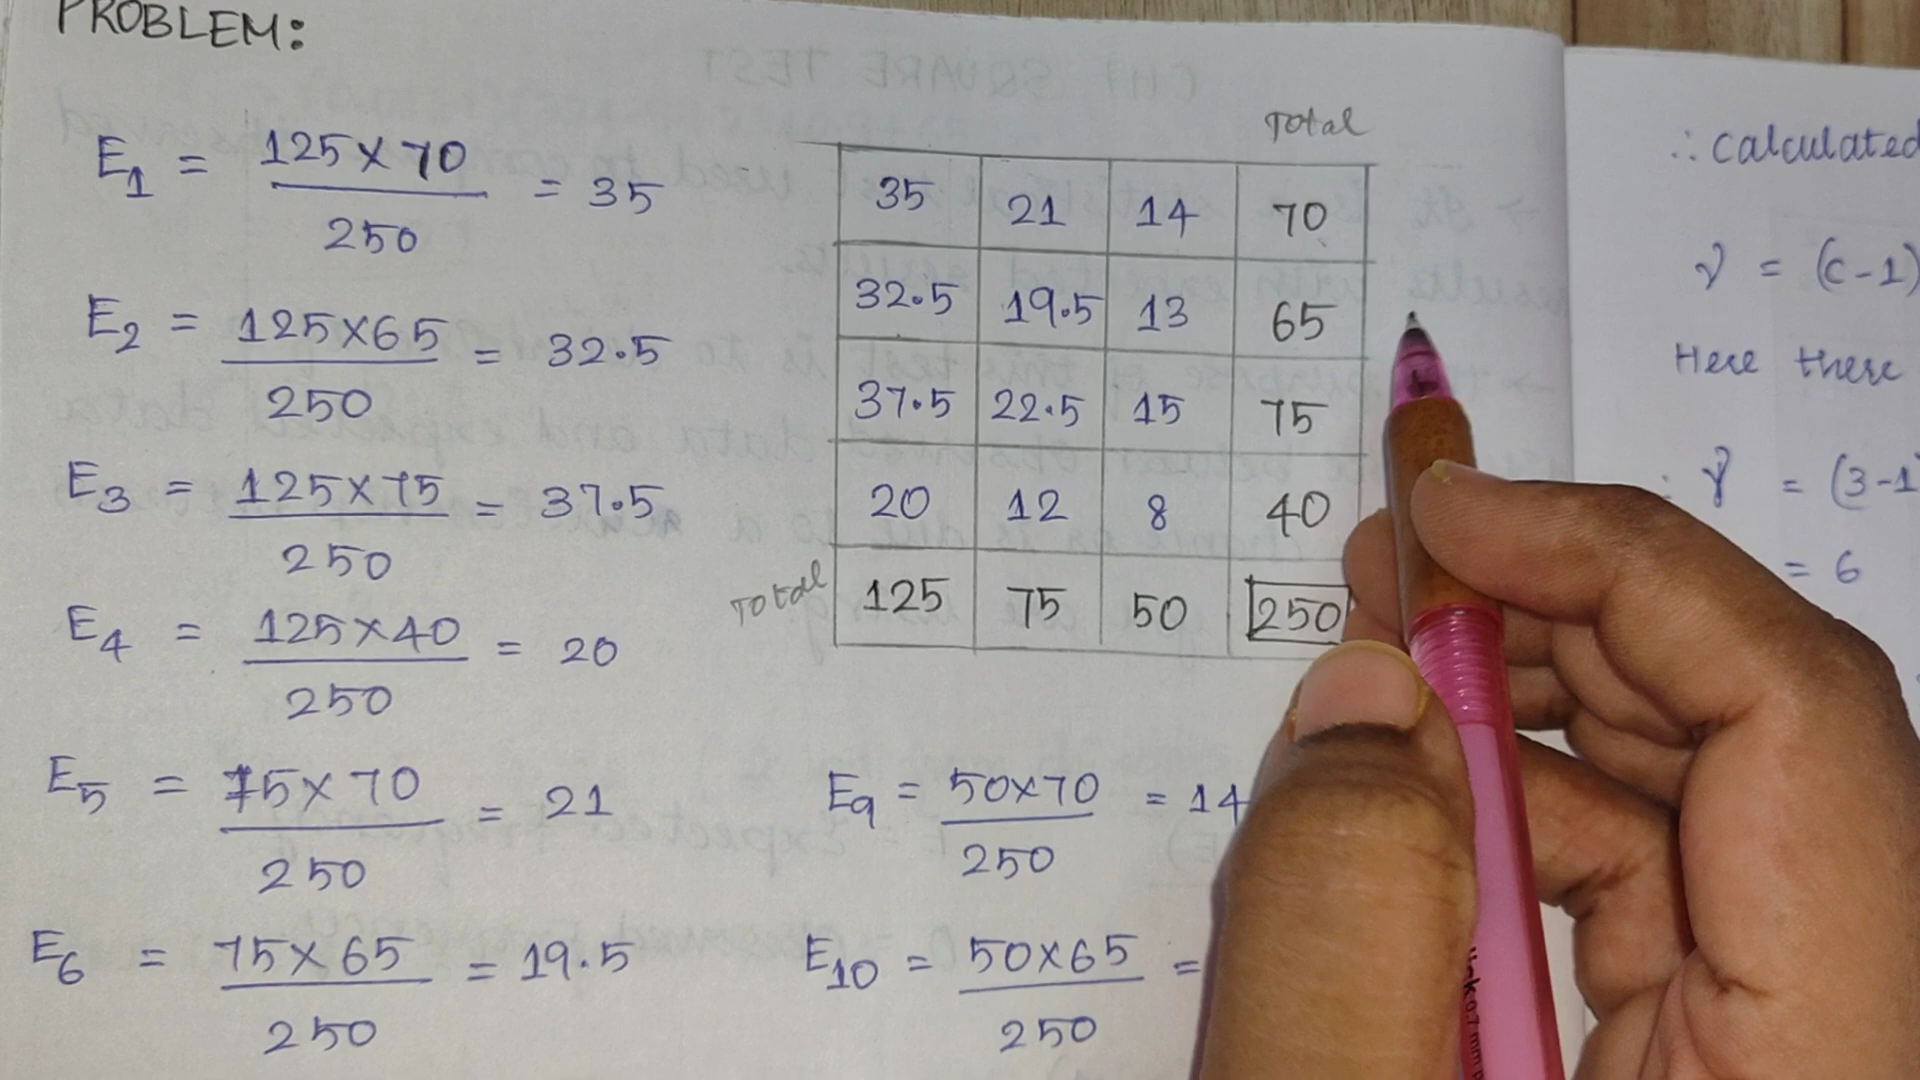 PROBLEM:
E1 = 125 × 70 / 250 = 35
E2 = 125 × 65 / 250 = 32.5
E3 = 125 × 75 / 250 = 37.5
E4 = 125 × 40 / 250 = 20
E5 = 75 × 70 / 250 = 21
E6 = 75 × 65 / 250 = 19.5
Total
35 21 14 70
32.5 19.5 13 65
37.5 22.5 15 75
20 12 8 40
Total 125 75 50 250
E9 = 50×70 / 250 = 14
E10 = 50×65 / 250 =
∴ calculated
γ = (c-1)
Here there
γ = (3-1)
= 6